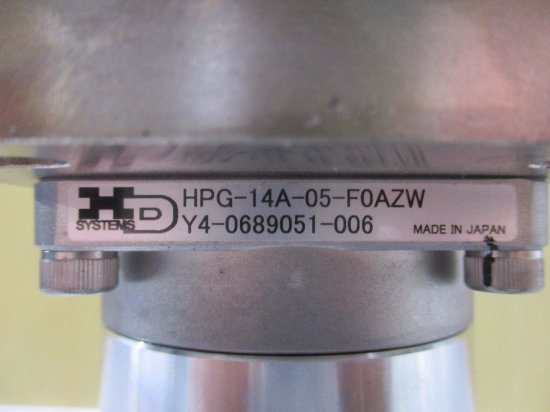 HD SYSTEMS
HPG-14A-05-F0AZW
Y4-0689051-006
MADE IN JAPAN